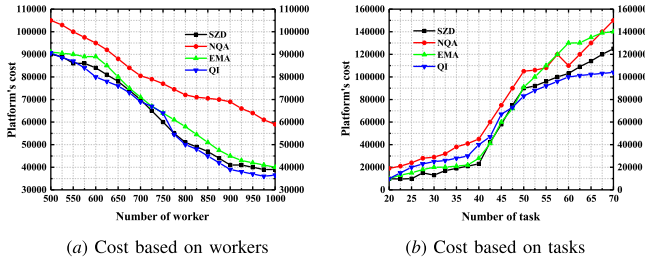 110000
100000
90000
80000
70000
60000
50000
40000
30000
Platform's cost
500 550 600 650 700 750 800 850 900 950 1000
Number of worker
110000
100000
90000
80000
70000
60000
50000
40000
30000
SZD
NQA
EMA
QI
(a) Cost based on workers
160000
140000
120000
100000
80000
60000
40000
20000
0
Platform's cost
20 25 30 35 40 45 50 55 60 65 70
Number of task
160000
140000
120000
100000
80000
60000
40000
20000
0
SZD
NQA
EMA
QI
(b) Cost based on tasks